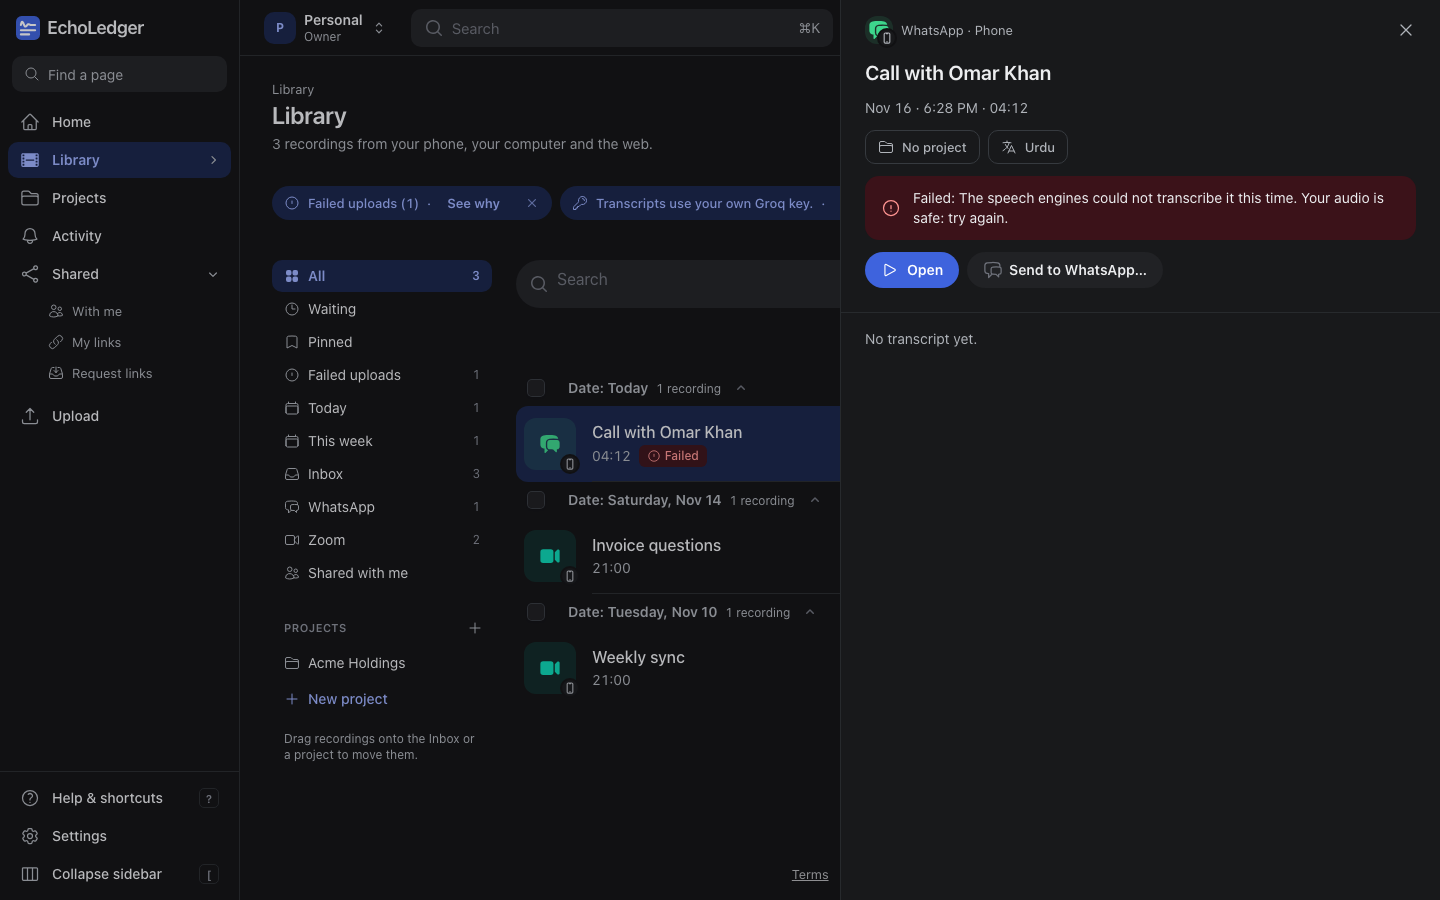 EchoLedger
Find a page
Home
Library
Projects
Activity
Shared
With me
My links
Request links
Upload
Help & shortcuts ?
Settings
Collapse sidebar [
P Personal
Owner
Search ⌘K
Library
Library
3 recordings from your phone, your computer and the web.
Failed uploads (1) · See why
Transcripts use your own Groq key. ·
All 3
Waiting
Pinned
Failed uploads 1
Today 1
This week 1
Inbox 3
WhatsApp 1
Zoom 2
Shared with me
PROJECTS
Acme Holdings
New project
Drag recordings onto the Inbox or
a project to move them.
Search
Date: Today 1 recording
Call with Omar Khan
04:12 Failed
Date: Saturday, Nov 14 1 recording
Invoice questions
21:00
Date: Tuesday, Nov 10 1 recording
Weekly sync
21:00
Terms
WhatsApp · Phone
Call with Omar Khan
Nov 16 · 6:28 PM · 04:12
No project
Urdu
Failed: The speech engines could not transcribe it this time. Your audio is
safe: try again.
Open
Send to WhatsApp...
No transcript yet.